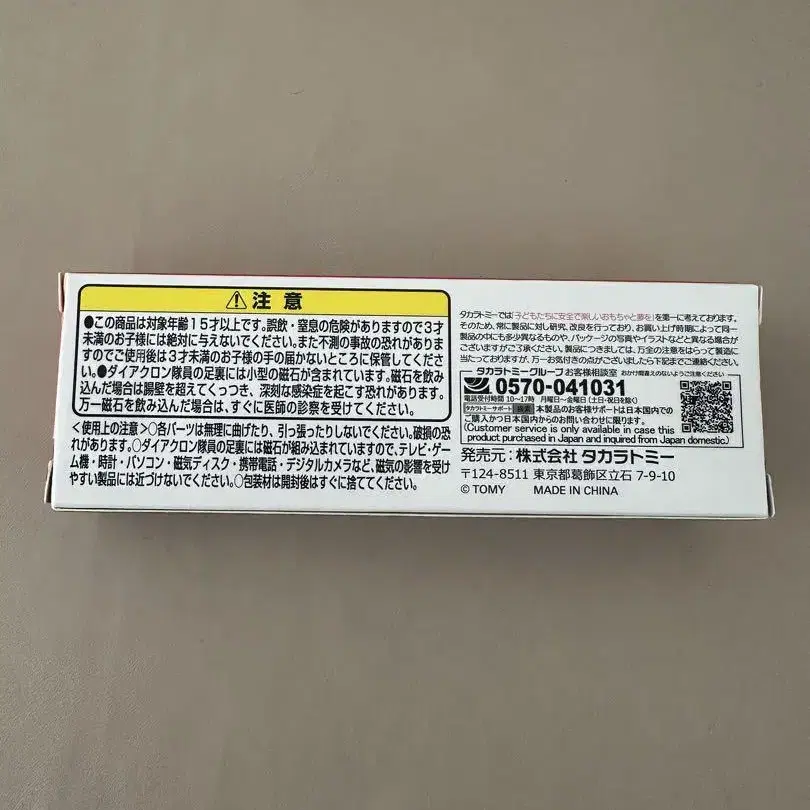 注意
●この商品は対象年齢15才以上です。誤飲・窒息の危険がありますので3才
未満のお子様には絶対に与えないでください。また不測の事故の恐れがありま
すのでご使用後は3才未満のお子様の手の届かないところに保管してくださ
い。●ダイアクロン隊員の足裏には小型の磁石が含まれています。磁石を飲み
込んだ場合は腸壁を超えてくっつき、深刻な感染症を起こす恐れがあります。
万一磁石を飲み込んだ場合は、すぐに医師の診察を受けてください。
<使用上の注意>○各パーツは無理に曲げたり、引っ張ったりしないでください。破損の恐
れがあります。○ダイアクロン隊員の足裏には磁石が組み込まれていますので、テレビ・ゲー
ム機・時計・パソコン・磁気ディスク・携帯電話・デジタルカメラなど、磁気の影響を受け
やすい製品には近づけないでください。○包装材は開封後はすぐに捨ててください。
タカラトミーでは「子どもたちに安全で楽しいおもちゃと夢を」を第一に考えております。
そのため、常に製品に対し研究、改良を行っており、お買い上げ時期によって同一
製品の中にも多少異なるものや、パッケージの写真やイラストなどと異なる場合が
ございますがご了承ください。製品につきましては、万全の注意をはらって製造に
当たっておりますが、万一お気付きの点がございましたら下記までご連絡ください。
タカラトミーグループ お客様相談室 おかけ間違えのないようご注意ください
0570-041031
電話受付時間 10〜17時 月曜日〜金曜日(土日・祝日を除く)
タカラトミーサポート 検索 本製品のお客様サポートは日本国内での
ご購入かつ日本国内からのお問い合わせに限ります。
(Customer service is only available in case this
product purchased in Japan and inquired from Japan domestic.)
発売元:株式会社 タカラトミー
〒124-8511 東京都葛飾区立石 7-9-10
© TOMY MADE IN CHINA